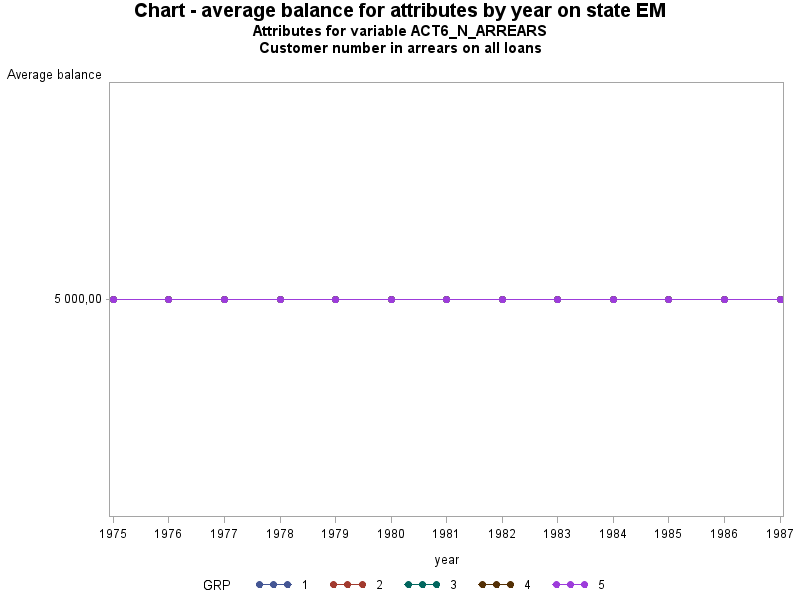 Chart - average balance for attributes by year on state EM
Attributes for variable ACT6_N_ARREARS
Customer number in arrears on all loans
Average balance
5 000,00
1975 1976 1977 1978 1979 1980 1981 1982 1983 1984 1985 1986 1987
year
GRP 1 2 3 4 5